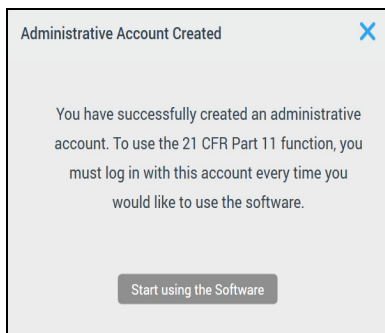 Administrative Account Created
You have successfully created an administrative
account. To use the 21 CFR Part 11 function, you
must log in with this account every time you
would like to use the software.
Start using the Software